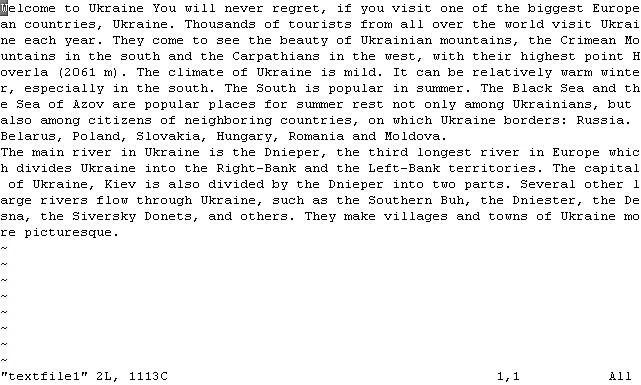 Welcome to Ukraine You will never regret, if you visit one of the biggest Europe
an countries, Ukraine. Thousands of tourists from all over the world visit Ukrai
ne each year. They come to see the beauty of Ukrainian mountains, the Crimean Mo
untains in the south and the Carpathians in the west, with their highest point H
overla (2061 m). The climate of Ukraine is mild. It can be relatively warm winte
r, especially in the south. The South is popular in summer. The Black Sea and th
e Sea of Azov are popular places for summer rest not only among Ukrainians, but
also among citizens of neighboring countries, on which Ukraine borders: Russia.
Belarus, Poland, Slovakia, Hungary, Romania and Moldova.
The main river in Ukraine is the Dnieper, the third longest river in Europe whic
h divides Ukraine into the Right-Bank and the Left-Bank territories. The capital
 of Ukraine, Kiev is also divided by the Dnieper into two parts. Several other l
arge rivers flow through Ukraine, such as the Southern Buh, the Dniester, the De
sna, the Siversky Donets, and others. They make villages and towns of Ukraine mo
re picturesque.
~
~
~
~
~
~
~
~
"textfile1" 2L, 1113C 1,1 All